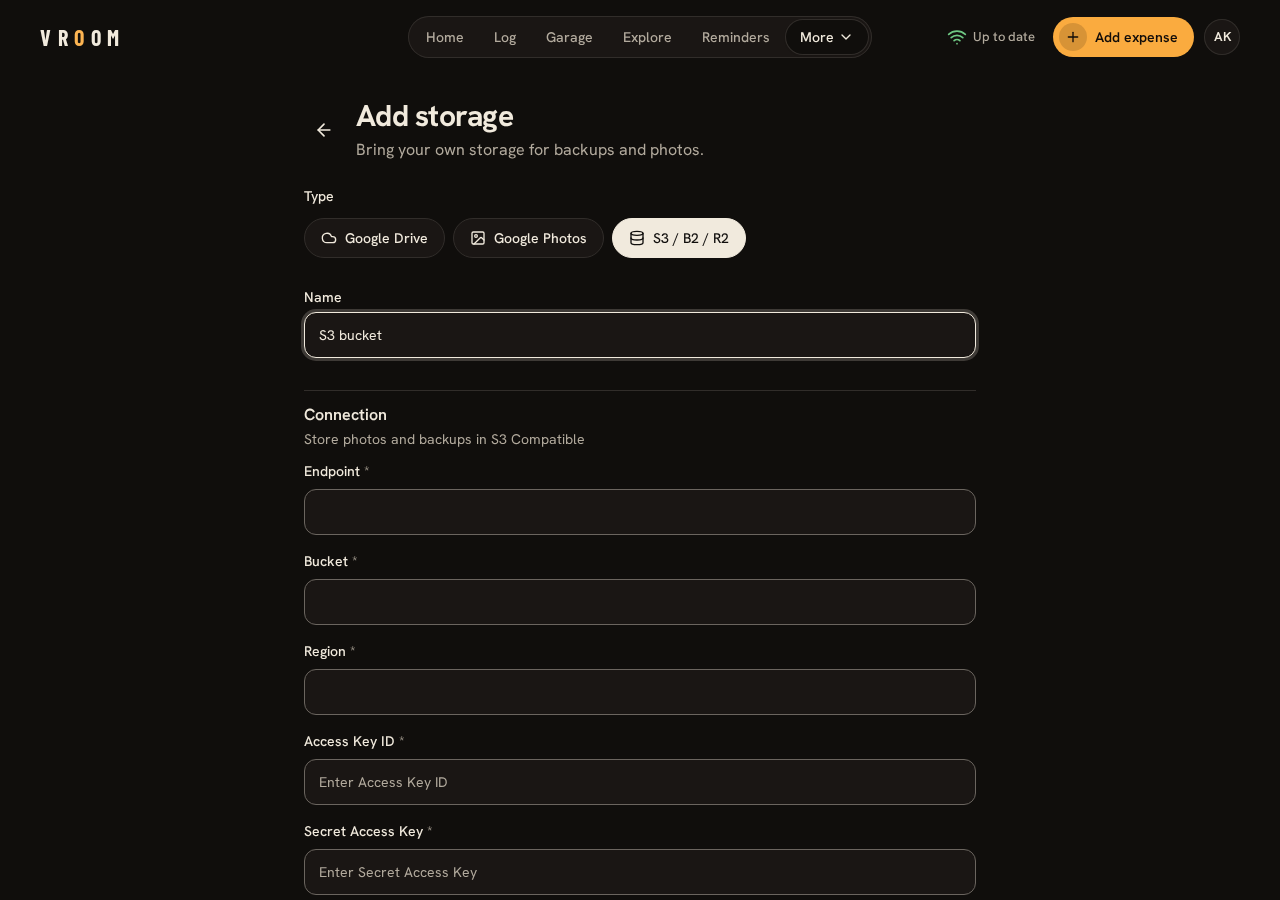 VROOM
Home
Log
Garage
Explore
Reminders
More
Up to date
Add expense
AK
Add storage
Bring your own storage for backups and photos.
Type
Google Drive
Google Photos
S3 / B2 / R2
Name
S3 bucket
Connection
Store photos and backups in S3 Compatible
Endpoint *
Bucket *
Region *
Access Key ID *
Enter Access Key ID
Secret Access Key *
Enter Secret Access Key